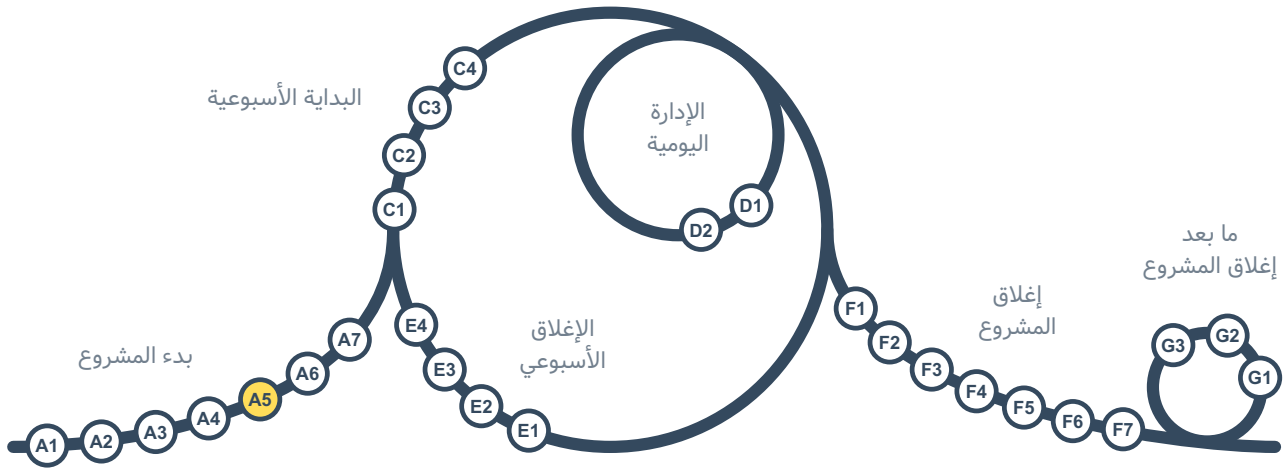 البداية الأسبوعية
C4
C3
C2
C1
الإدارة
اليومية
D1
D2
بدء المشروع
A1
A2
A3
A4
A5
A6
A7
الإغلاق
الأسبوعي
E4
E3
E2
E1
إغلاق
المشروع
F1
F2
F3
F4
F5
F6
F7
ما بعد
إغلاق المشروع
G3
G2
G1